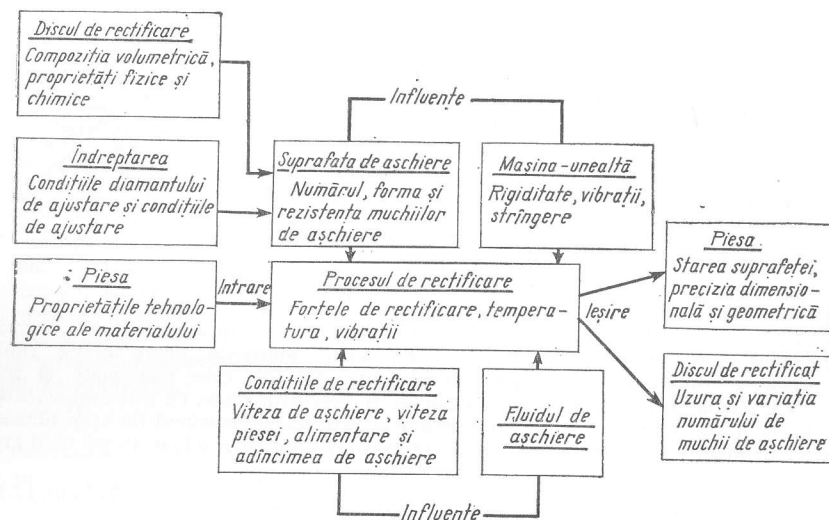 Discul de rectificare
Compoziția volumetrică,
proprietăți fizice și
chimice
Influențe
Îndreptarea
Condițiile diamantului
de ajustare și condițiile
de ajustare
Suprafata de aschiere
Numărul, forma și
rezistența muchiilor
de așchiere
Mașina-unealtă
Rigiditate, vibrații,
strîngere
Piesa
Proprietățile tehnolo-
gice ale materialului
Intrare
Procesul de rectificare
Forțele de rectificare, tempera-
tura, vibrații
Ieșire
Piesa
Starea suprafeței,
precizia dimensio-
nală și geometrică
Discul de rectificat
Uzura și variația
numărului de
muchii de așchiere
Condițiile de rectificare
Viteza de așchiere, viteza
piesei, alimentare și
adîncimea de așchiere
Fluidul de
așchiere
Influențe